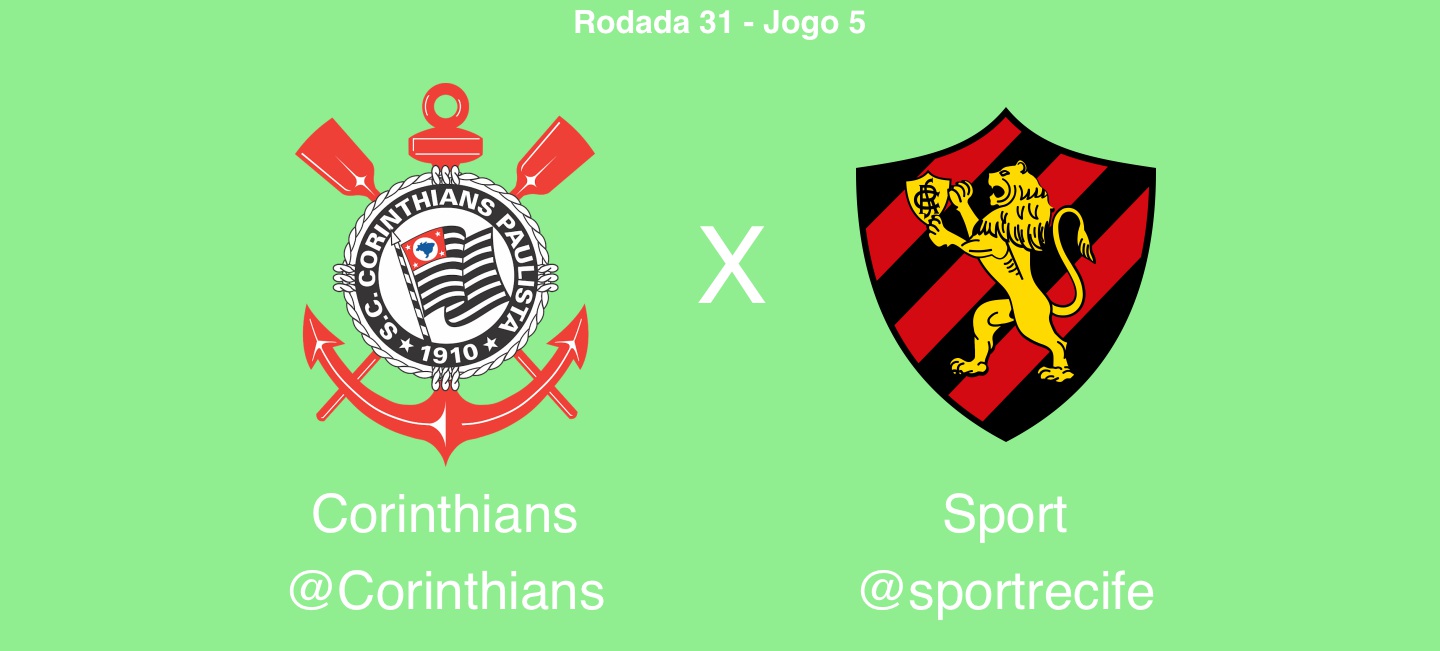 Rodada 31 - Jogo 5
S.C. CORINTHIANS PAULISTA
1910
X
Corinthians
Sport
@Corinthians
@sportrecife